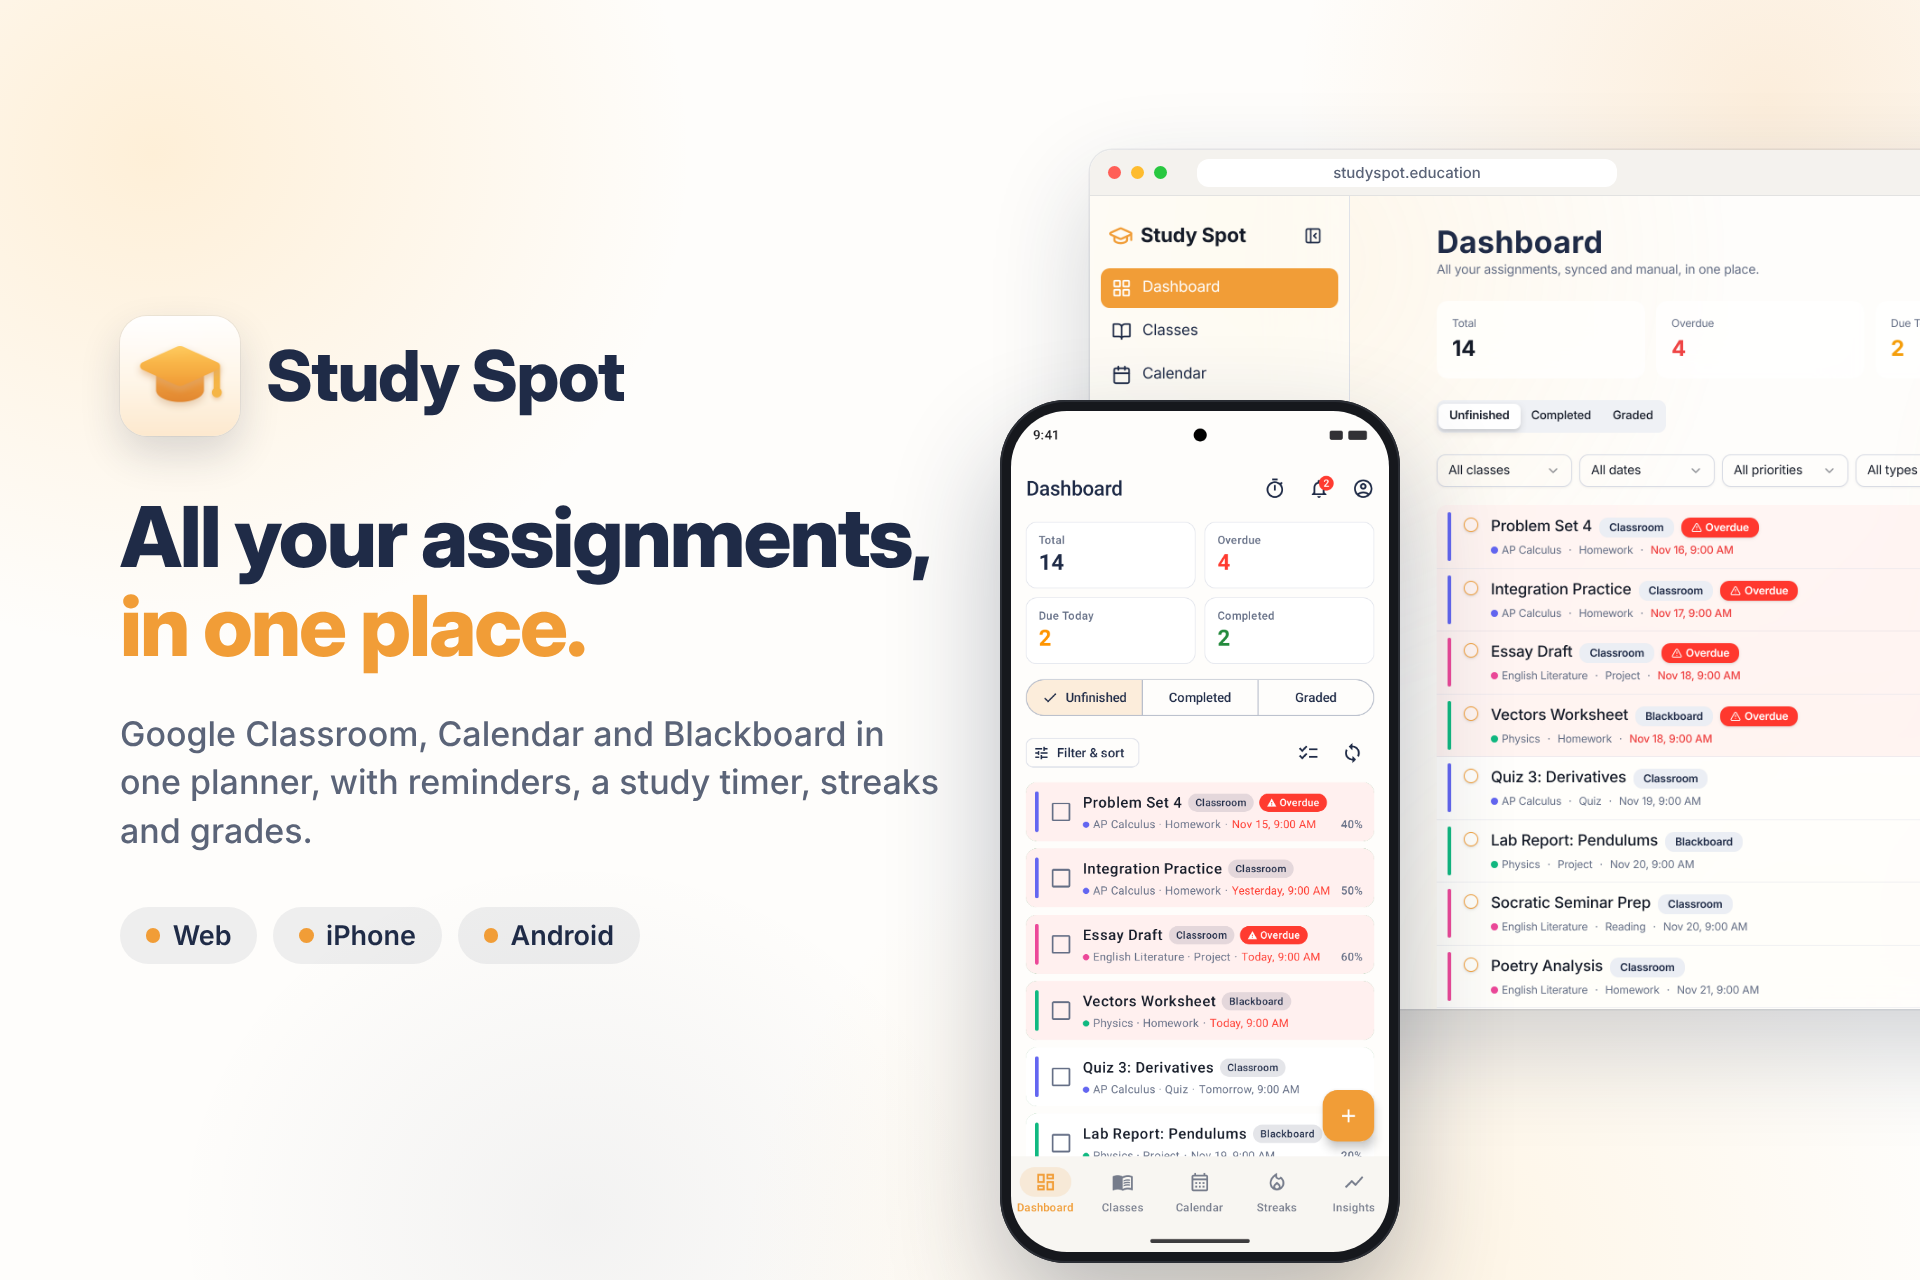 Study Spot
All your assignments,
in one place.
Google Classroom, Calendar and Blackboard in
one planner, with reminders, a study timer, streaks
and grades.
Web
iPhone
Android
studyspot.education
Study Spot
Dashboard
Classes
Calendar
Dashboard
All your assignments, synced and manual, in one place.
Total
14
Overdue
4
Due T
2
Unfinished Completed Graded
All classes All dates All priorities All types
Problem Set 4 Classroom Overdue
AP Calculus · Homework · Nov 16, 9:00 AM
Integration Practice Classroom Overdue
AP Calculus · Homework · Nov 17, 9:00 AM
Essay Draft Classroom Overdue
English Literature · Project · Nov 18, 9:00 AM
Vectors Worksheet Blackboard Overdue
Physics · Homework · Nov 18, 9:00 AM
Quiz 3: Derivatives Classroom
AP Calculus · Quiz · Nov 19, 9:00 AM
Lab Report: Pendulums Blackboard
Physics · Project · Nov 20, 9:00 AM
Socratic Seminar Prep Classroom
English Literature · Reading · Nov 20, 9:00 AM
Poetry Analysis Classroom
English Literature · Homework · Nov 21, 9:00 AM
9:41
Dashboard 2
Total
14
Overdue
4
Due Today
2
Completed
2
Unfinished Completed Graded
Filter & sort
Problem Set 4 Classroom Overdue
AP Calculus · Homework · Nov 15, 9:00 AM 40%
Integration Practice Classroom
AP Calculus · Homework · Yesterday, 9:00 AM 50%
Essay Draft Classroom Overdue
English Literature · Project · Today, 9:00 AM 60%
Vectors Worksheet Blackboard
Physics · Homework · Today, 9:00 AM
Quiz 3: Derivatives Classroom
AP Calculus · Quiz · Tomorrow, 9:00 AM
Lab Report: Pendulums Blackboard
Physics · Project · Nov 19, 9:00 AM 20%
Dashboard Classes Calendar Streaks Insights